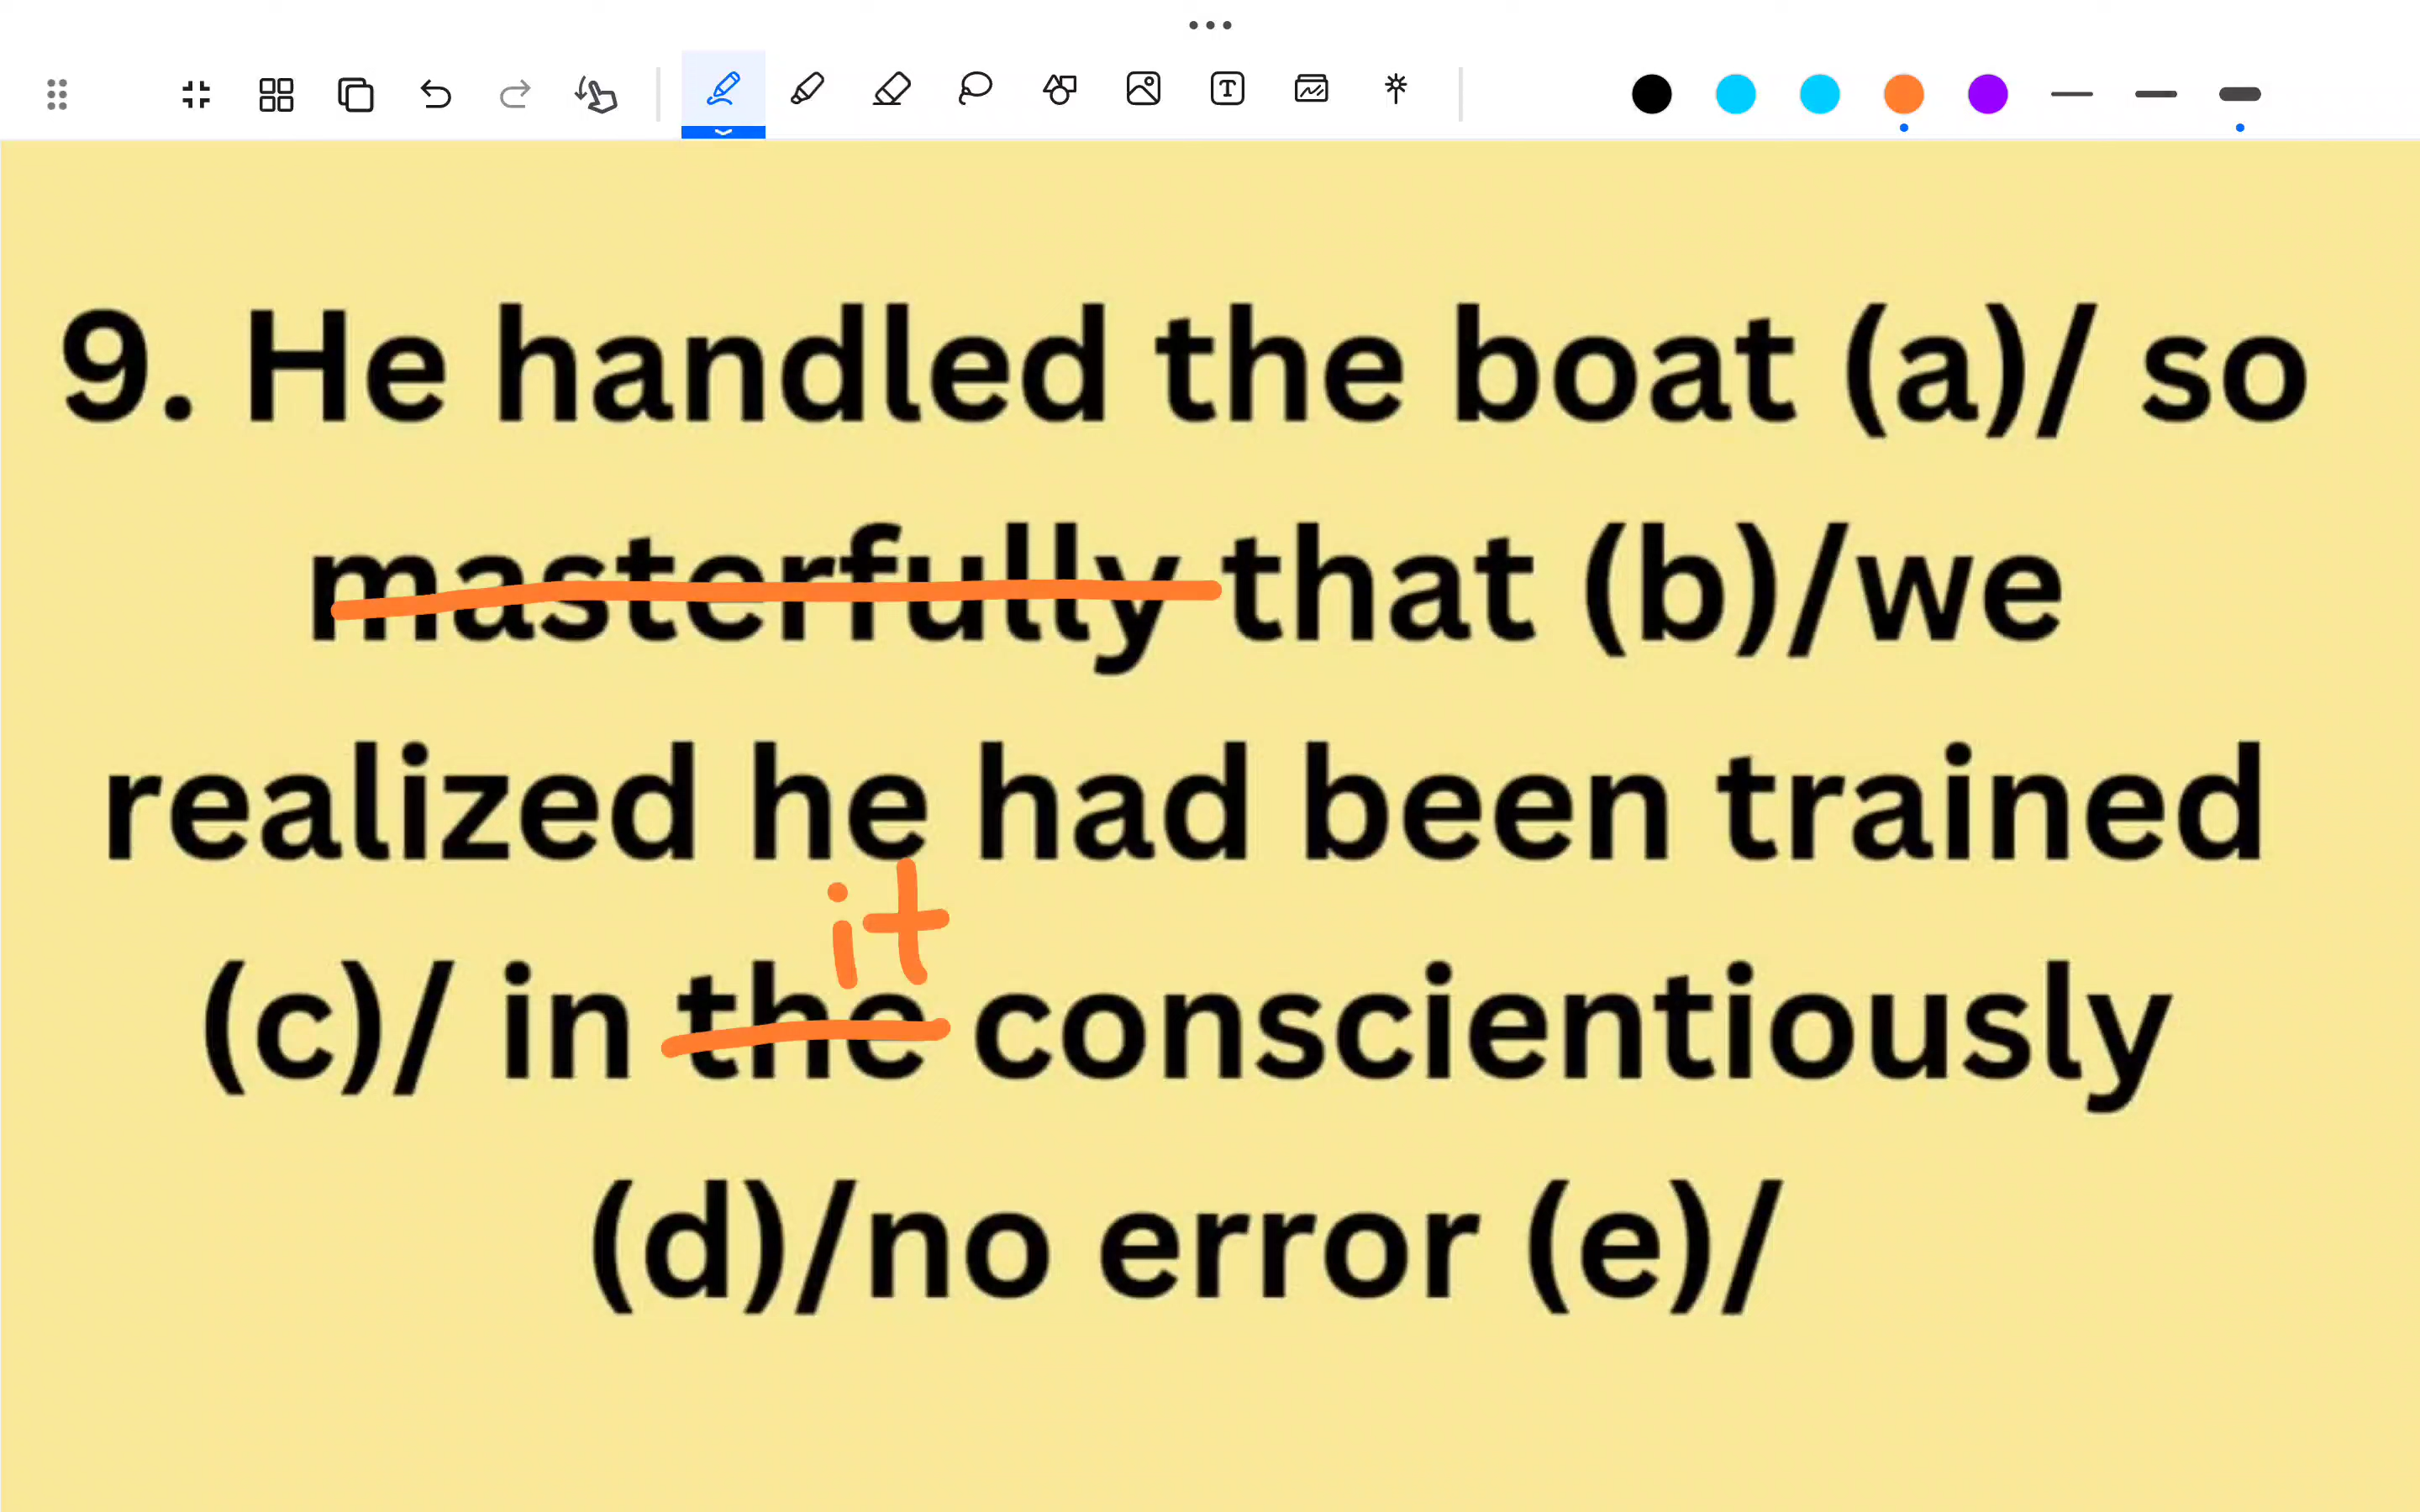 9. He handled the boat (a)/ so
masterfully that (b)/we
realized he had been trained
it
(c)/ in the conscientiously
(d)/no error (e)/